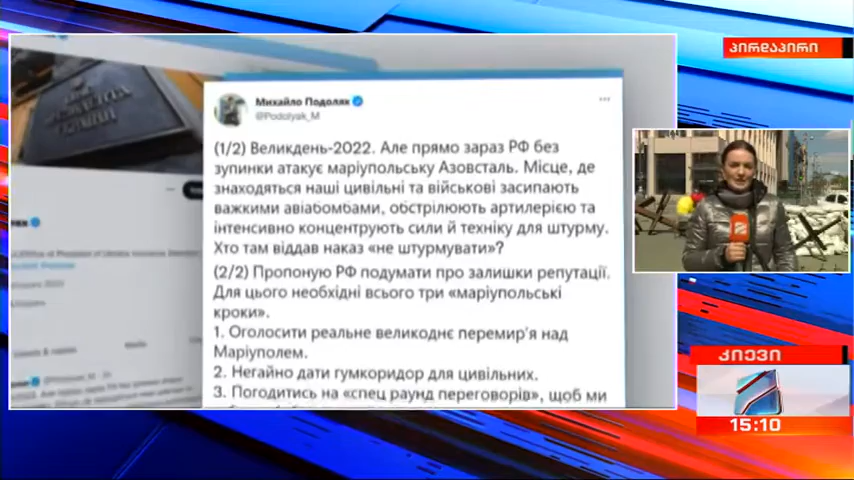 Михайло Подоляк
@Podolyak_M
(1/2) Великдень-2022. Але прямо зараз РФ без
зупинки атакує маріупольську Азовсталь. Місце, де
знаходяться наші цивільні та військові засипають
важкими авіабомбами, обстрілюють артилерією та
інтенсивно концентрують сили й техніку для штурму.
Хто там віддав наказ «не штурмувати»?
(2/2) Пропоную РФ подумати про залишки репутації.
Для цього необхідні всього три «маріупольські
кроки».
1. Оголосити реальне великоднє перемир'я над
Маріуполем.
2. Негайно дати гумкоридор для цивільних.
3. Погодитись на «спец раунд переговорів», щоб ми
ᲞᲘᲠᲓᲐᲞᲘᲠᲘ
ᲙᲘᲔᲕᲘ
15:10